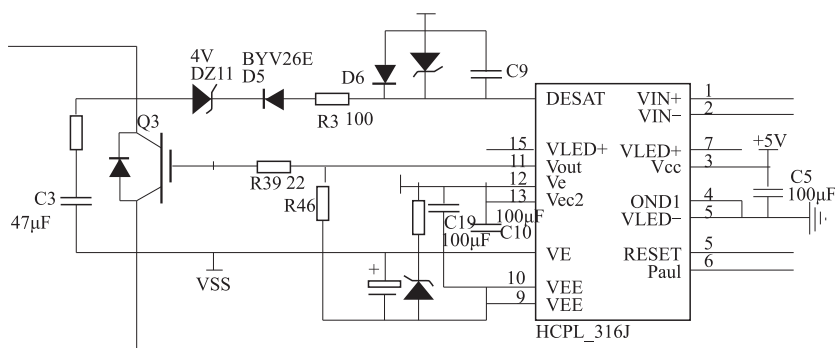 4V
DZ11
BYV26E
D5
D6
C9
R3 100
DESAT
VIN+
1
VIN−
2
Q3
15
VLED+
VLED+
7
+5V
11
Vout
Vcc
3
R39 22
12
Ve
13
Vec2
C3
47μF
R46
C19
100μF
100μF
C10
OND1
4
VLED−
5
C5
100μF
VSS
+
VE
RESET
5
Paul
6
10
VEE
9
VEE
HCPL_316J